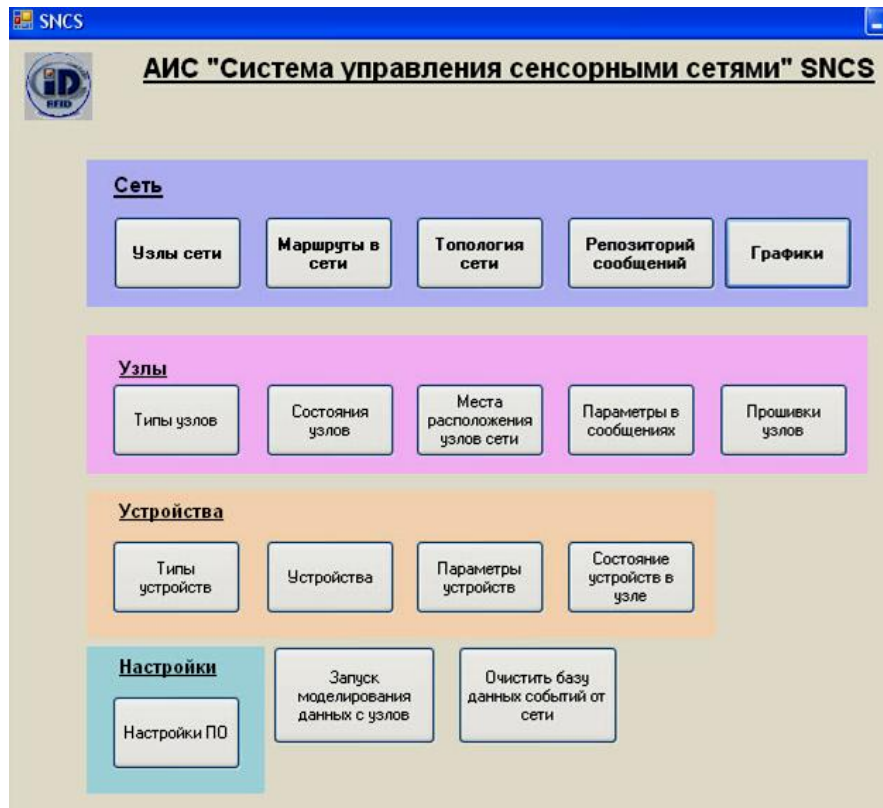 SNCS
iD
RFID
АИС "Система управления сенсорными сетями" SNCS
Сеть
Узлы сети
Маршруты в
сети
Топология
сети
Репозиторий
сообщений
Графики
Узлы
Типы узлов
Состояния
узлов
Места
расположения
узлов сети
Параметры в
сообщениях
Прошивки
узлов
Устройства
Типы
устройств
Устройства
Параметры
устройств
Состояние
устройств в
узле
Настройки
Настройки ПО
Запуск
моделирования
данных с узлов
Очистить базу
данных событий от
сети